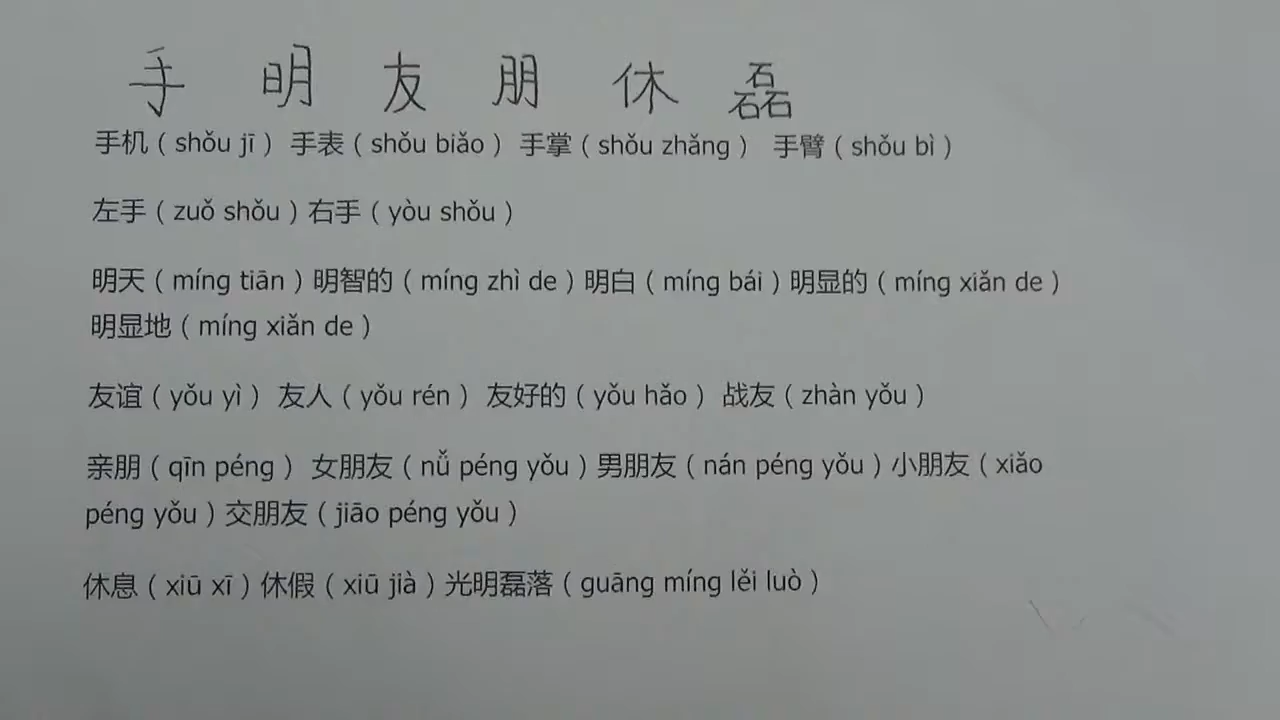 手 明 友 朋 休 磊
手机（shǒu jī） 手表（shǒu biǎo） 手掌（shǒu zhǎng） 手臂（shǒu bì）
左手（zuǒ shǒu）右手（yòu shǒu）
明天（míng tiān）明智的（míng zhì de）明白（míng bái）明显的（míng xiǎn de）
明显地（míng xiǎn de）
友谊（yǒu yì） 友人（yǒu rén） 友好的（yǒu hǎo） 战友（zhàn yǒu）
亲朋（qīn péng） 女朋友（nǚ péng yǒu）男朋友（nán péng yǒu）小朋友（xiǎo
péng yǒu）交朋友（jiāo péng yǒu）
休息（xiū xī）休假（xiū jià）光明磊落（guāng míng lěi luò）